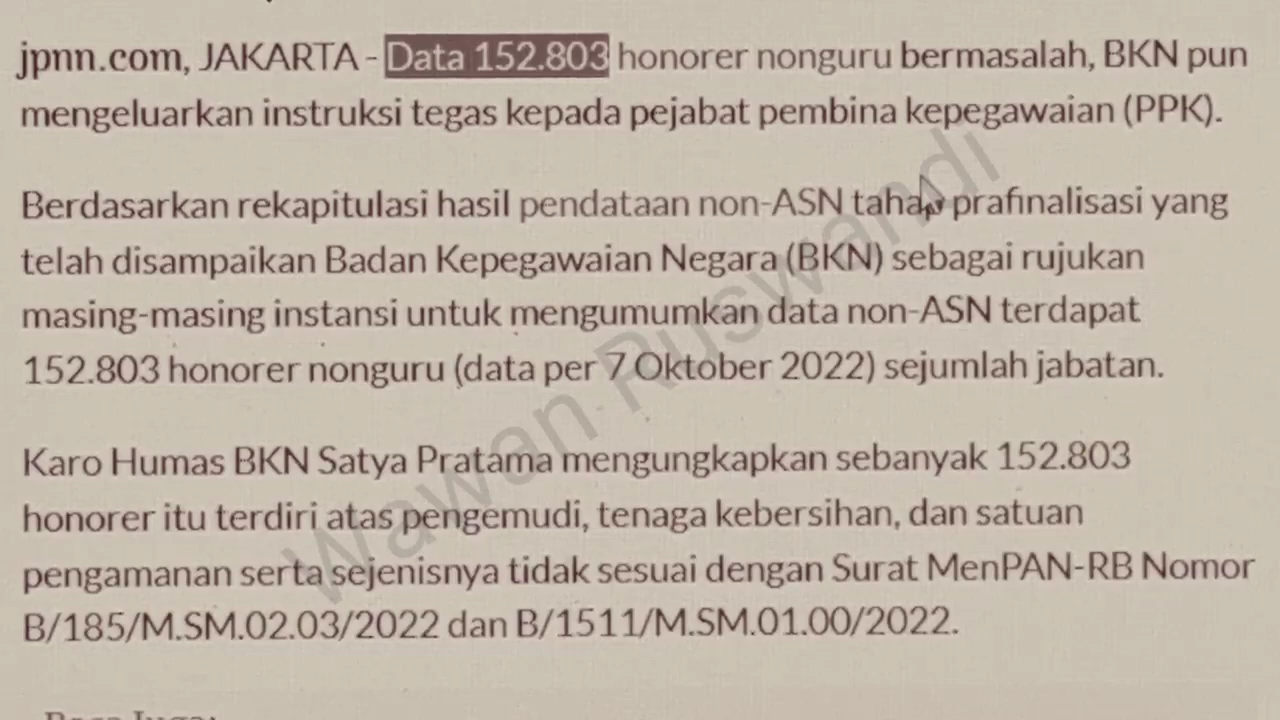 jpnn.com, JAKARTA - Data 152.803 honorer nonguru bermasalah, BKN pun
mengeluarkan instruksi tegas kepada pejabat pembina kepegawaian (PPK).
Berdasarkan rekapitulasi hasil pendataan non-ASN tahap prafinalisasi yang
telah disampaikan Badan Kepegawaian Negara (BKN) sebagai rujukan
masing-masing instansi untuk mengumumkan data non-ASN terdapat
152.803 honorer nonguru (data per 7 Oktober 2022) sejumlah jabatan.
Karo Humas BKN Satya Pratama mengungkapkan sebanyak 152.803
honorer itu terdiri atas pengemudi, tenaga kebersihan, dan satuan
pengamanan serta sejenisnya tidak sesuai dengan Surat MenPAN-RB Nomor
B/185/M.SM.02.03/2022 dan B/1511/M.SM.01.00/2022.
Wawan Ruswandi